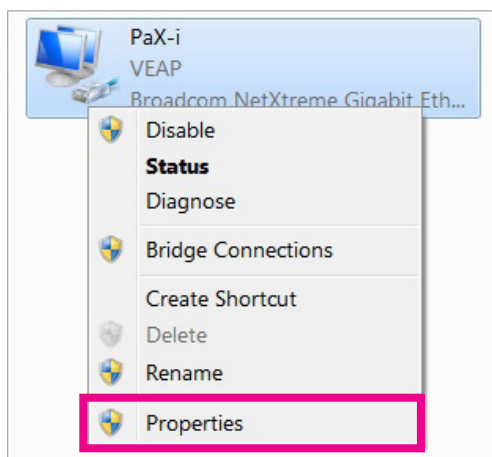 PaX-i
VEAP
Broadcom NetXtreme Gigabit Eth...
Disable
Status
Diagnose
Bridge Connections
Create Shortcut
Delete
Rename
Properties